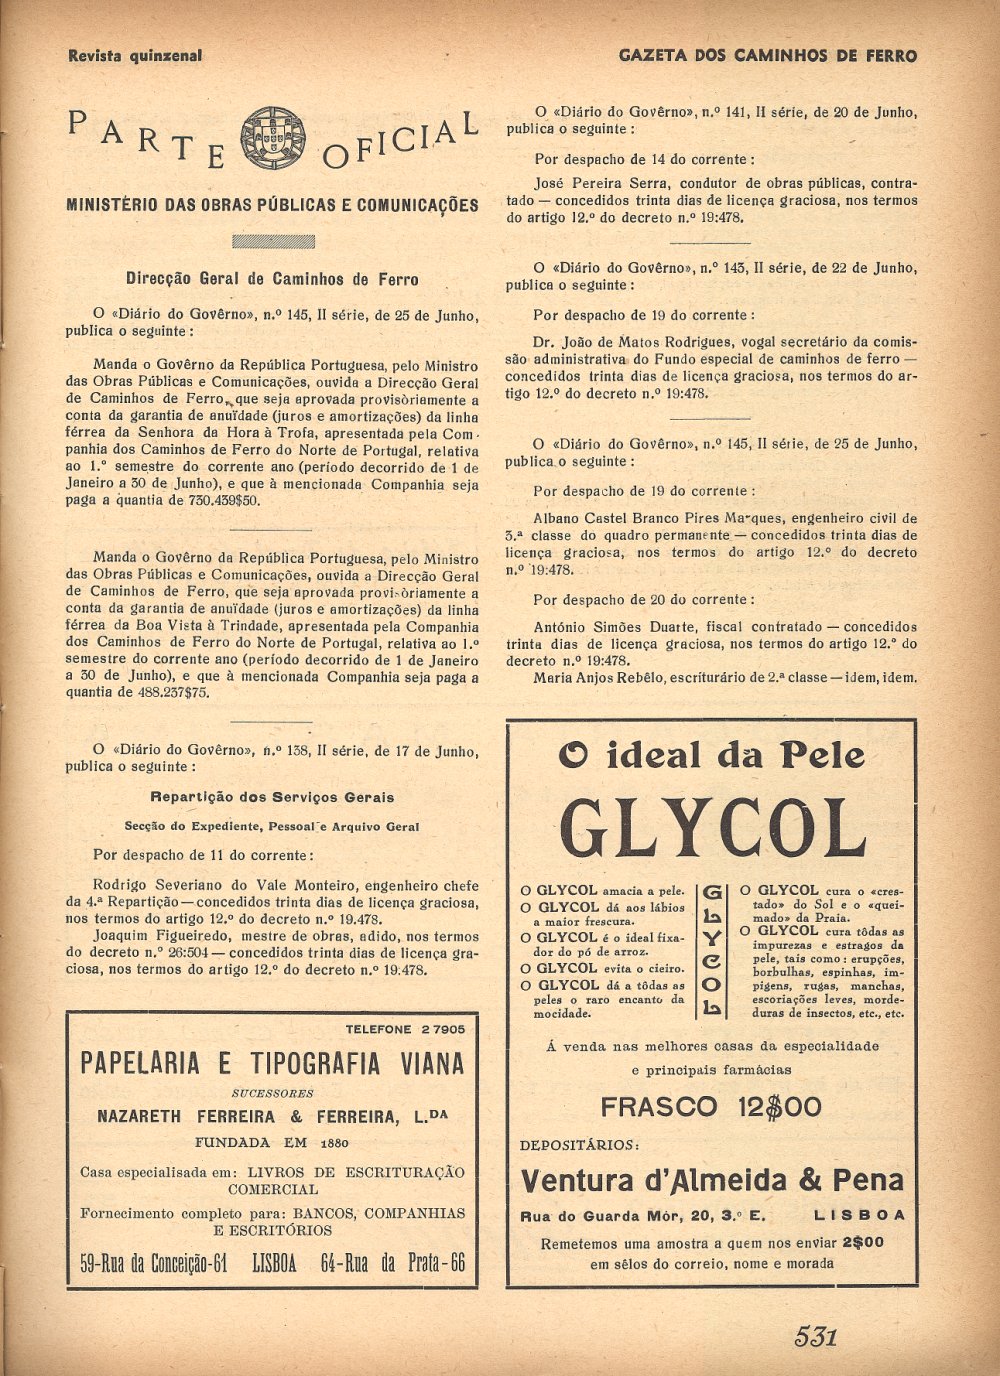 Revista quinzenal
GAZETA DOS CAMINHOS DE FERRO
PARTE OFICIAL
MINISTÉRIO DAS OBRAS PÚBLICAS E COMUNICAÇÕES
Direcção Geral de Caminhos de Ferro
O «Diário do Govêrno», n.º 145, II série, de 25 de Junho,
publica o seguinte:
Manda o Govêrno da República Portuguesa, pelo Ministro
das Obras Públicas e Comunicações, ouvida a Direcção Geral
de Caminhos de Ferro, que seja aprovada provisòriamente a
conta da garantia de anuïdade (juros e amortizações) da linha
férrea da Senhora da Hora à Trofa, apresentada pela Com-
panhia dos Caminhos de Ferro do Norte de Portugal, relativa
ao 1.º semestre do corrente ano (período decorrido de 1 de
Janeiro a 30 de Junho), e que à mencionada Companhia seja
paga a quantia de 730.439$50.
Manda o Govêrno da República Portuguesa, pelo Ministro
das Obras Públicas e Comunicações, ouvida a Direcção Geral
de Caminhos de Ferro, que seja aprovada provisòriamente a
conta da garantia de anuïdade (juros e amortizações) da linha
férrea da Boa Vista à Trindade, apresentada pela Companhia
dos Caminhos de Ferro do Norte de Portugal, relativa ao 1.º
semestre do corrente ano (período decorrido de 1 de Janeiro
a 30 de Junho), e que à mencionada Companhia seja paga a
quantia de 488.237$75.
O «Diário do Govêrno», n.º 138, II série, de 17 de Junho,
publica o seguinte:
Repartição dos Serviços Gerais
Secção do Expediente, Pessoal e Arquivo Geral
Por despacho de 11 do corrente:
Rodrigo Severiano do Vale Monteiro, engenheiro chefe
da 4.ª Repartição — concedidos trinta dias de licença graciosa,
nos termos do artigo 12.º do decreto n.º 19.478.
Joaquim Figueiredo, mestre de obras, adido, nos termos
do decreto n.º 26:504 — concedidos trinta dias de licença gra-
ciosa, nos termos do artigo 12.º do decreto n.º 19:478.
TELEFONE 2 7905
PAPELARIA E TIPOGRAFIA VIANA
SUCESSORES
NAZARETH FERREIRA & FERREIRA, L.DA
FUNDADA EM 1880
Casa especialisada em: LIVROS DE ESCRITURAÇÃO
COMERCIAL
Fornecimento completo para: BANCOS, COMPANHIAS
E ESCRITÓRIOS
59-Rua da Conceição-61 LISBOA 64-Rua da Prata-66
O «Diário do Govêrno», n.º 141, II série, de 20 de Junho,
publica o seguinte:
Por despacho de 14 do corrente:
José Pereira Serra, condutor de obras públicas, contra-
tado — concedidos trinta dias de licença graciosa, nos termos
do artigo 12.º do decreto n.º 19:478.
O «Diário do Govêrno», n.º 143, II série, de 22 de Junho,
publica o seguinte:
Por despacho de 19 do corrente:
Dr. João de Matos Rodrigues, vogal secretário da comis-
são administrativa do Fundo especial de caminhos de ferro —
concedidos trinta dias de licença graciosa, nos termos do ar-
tigo 12.º do decreto n.º 19:478.
O «Diário do Govêrno», n.º 145, II série, de 25 de Junho,
publica o seguinte:
Por despacho de 19 do corrente:
Albano Castel Branco Pires Marques, engenheiro civil de
3.ª classe do quadro permanente — concedidos trinta dias de
licença graciosa, nos termos do artigo 12.º do decreto
n.º 19:478.
Por despacho de 20 do corrente:
António Simões Duarte, fiscal contratado — concedidos
trinta dias de licença graciosa, nos termos do artigo 12.º do
decreto n.º 19:478.
Maria Anjos Rebêlo, escriturário de 2.ª classe — idem, idem.
O ideal da Pele
GLYCOL
O GLYCOL amacia a pele.
O GLYCOL dá aos lábios
a maior frescura.
O GLYCOL é o ideal fixa-
dor do pó de arroz.
O GLYCOL evita o cieiro.
O GLYCOL dá a tôdas as
peles o raro encanto da
mocidade.
GLYCOL
O GLYCOL cura o «cres-
tado» do Sol e o «quei-
mado» da Praia.
O GLYCOL cura tôdas as
impurezas e estragos da
pele, tais como: erupções,
borbulhas, espinhas, im-
pigens, rugas, manchas,
escoriações leves, morde-
duras de insectos, etc., etc.
Á venda nas melhores casas da especialidade
e principais farmácias
FRASCO 12$00
DEPOSITÁRIOS:
Ventura d'Almeida & Pena
Rua do Guarda Mór, 20, 3.º E. LISBOA
Remetemos uma amostra a quem nos enviar 2$00
em sêlos do correio, nome e morada
531